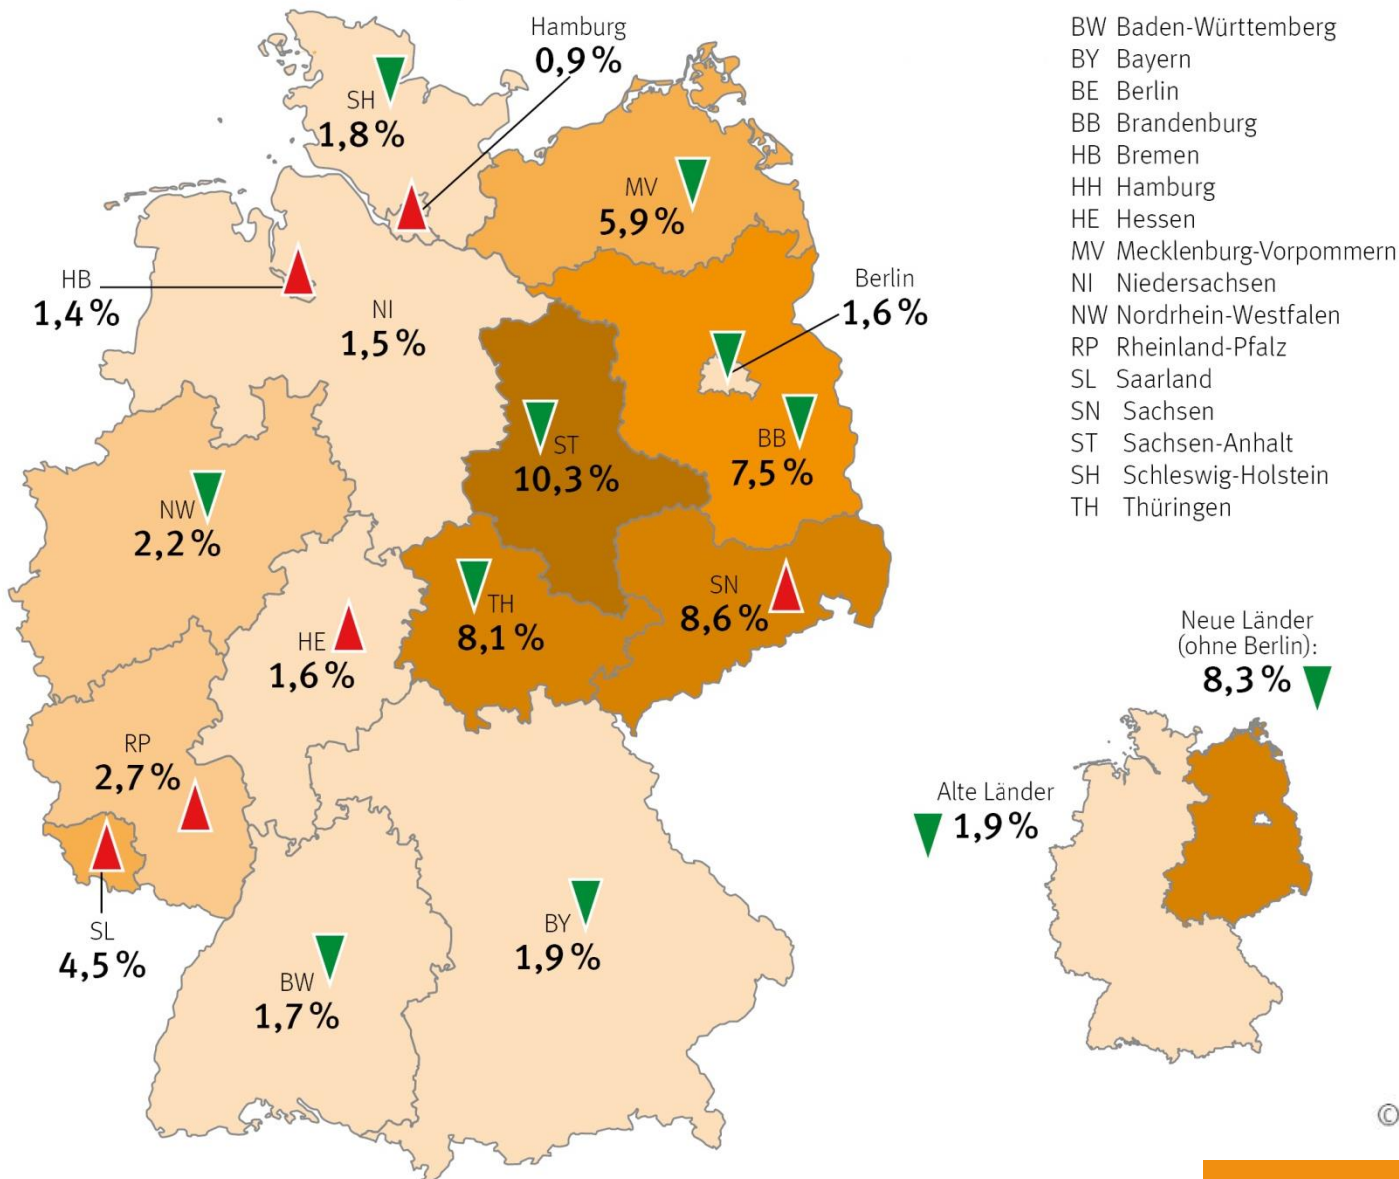 Hamburg
0,9 %
SH
1,8 %
MV
5,9 %
HB
1,4 %
NI
1,5 %
Berlin
1,6 %
ST
10,3 %
BB
7,5 %
NW
2,2 %
TH
8,1 %
SN
8,6 %
HE
1,6 %
RP
2,7 %
SL
4,5 %
BY
1,9 %
BW
1,7 %
BW Baden-Württemberg
BY Bayern
BE Berlin
BB Brandenburg
HB Bremen
HH Hamburg
HE Hessen
MV Mecklenburg-Vorpommern
NI Niedersachsen
NW Nordrhein-Westfalen
RP Rheinland-Pfalz
SL Saarland
SN Sachsen
ST Sachsen-Anhalt
SH Schleswig-Holstein
TH Thüringen
Neue Länder
(ohne Berlin):
8,3 %
Alte Länder
1,9 %
©